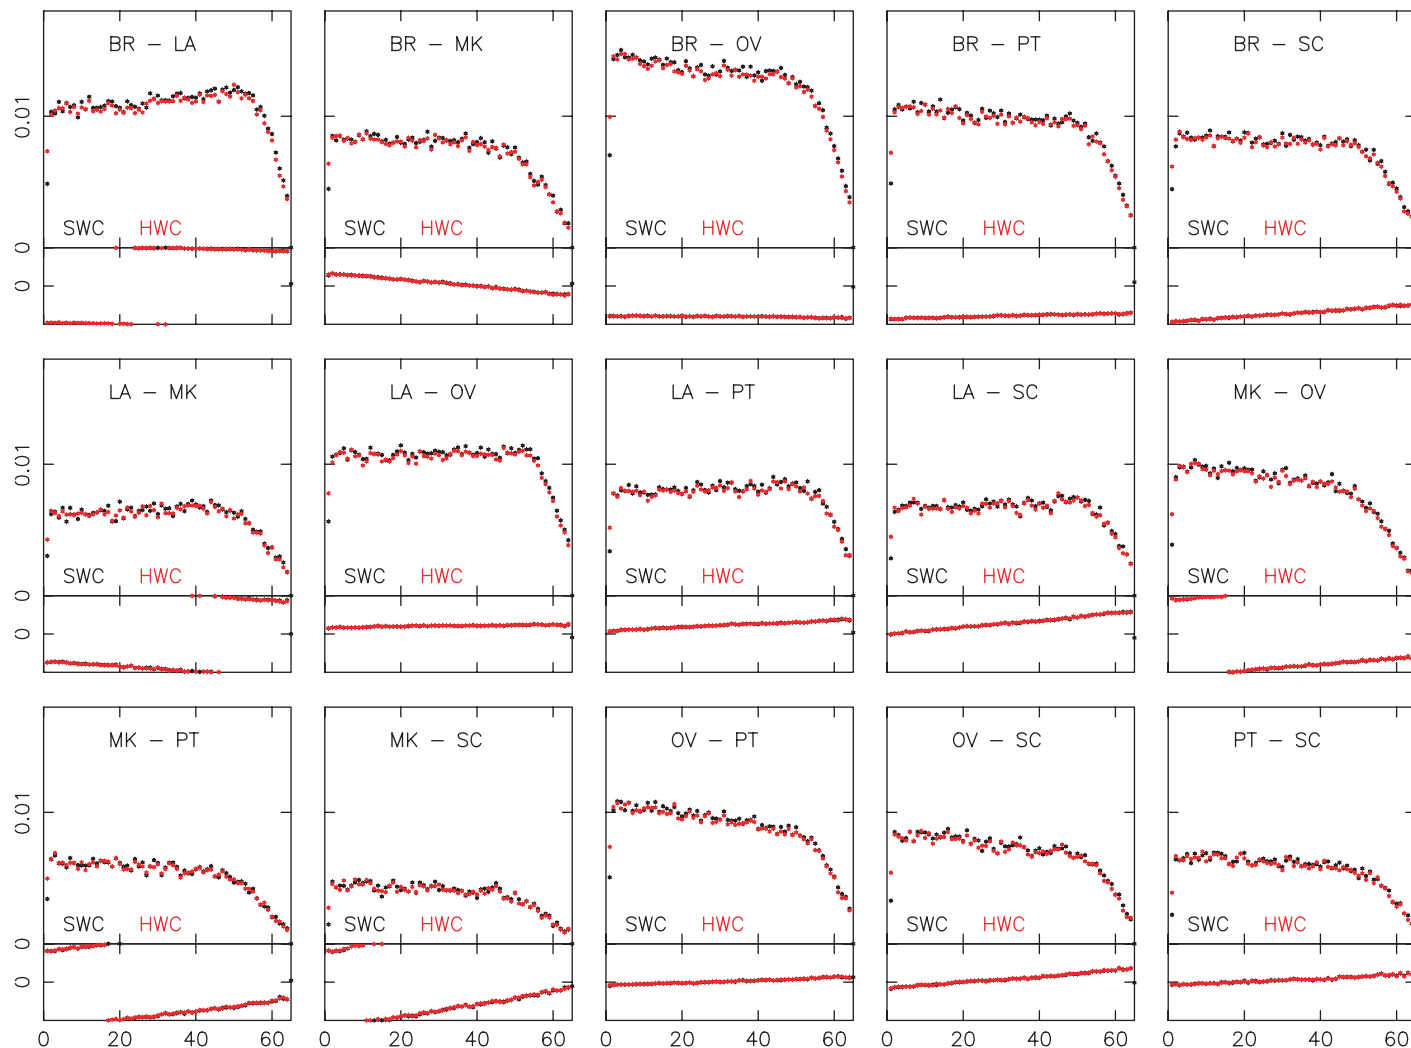 BR – LA BR – MK BR – OV BR – PT BR – SC
0.01
SWC HWC SWC HWC SWC HWC SWC HWC SWC HWC
0
0
LA – MK LA – OV LA – PT LA – SC MK – OV
0.01
SWC HWC SWC HWC SWC HWC SWC HWC SWC HWC
0
0
MK – PT MK – SC OV – PT OV – SC PT – SC
0.01
SWC HWC SWC HWC SWC HWC SWC HWC SWC HWC
0
0 20 40 60 0 20 40 60 0 20 40 60 0 20 40 60 0 20 40 60